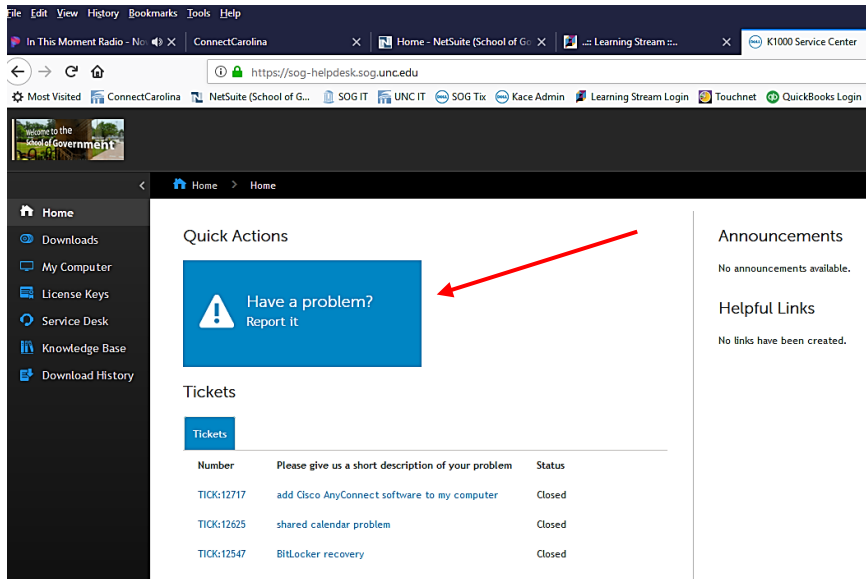 File Edit View History Bookmarks Tools Help
In This Moment Radio - No
ConnectCarolina
Home - NetSuite (School of Go
..:: Learning Stream ::..
K1000 Service Center
https://sog-helpdesk.sog.unc.edu
Most Visited ConnectCarolina NetSuite (School of G... SOG IT UNC IT SOG Tix Kace Admin Learning Stream Login Touchnet QuickBooks Login
Welcome to the
School of Government
Home > Home
Home
Downloads
My Computer
License Keys
Service Desk
Knowledge Base
Download History
Quick Actions
Have a problem?
Report it
Tickets
Tickets
Number Please give us a short description of your problem Status
TICK:12717 add Cisco AnyConnect software to my computer Closed
TICK:12625 shared calendar problem Closed
TICK:12547 BitLocker recovery Closed
Announcements
No announcements available.
Helpful Links
No links have been created.